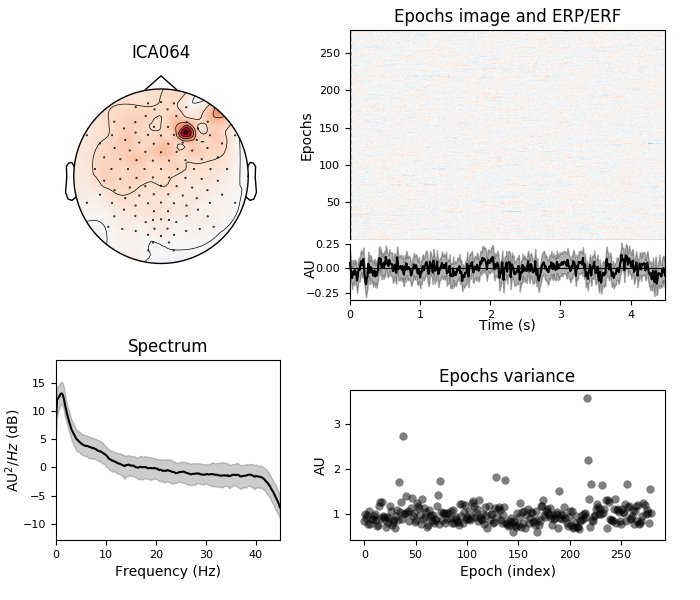 ICA064
Epochs image and ERP/ERF
Epochs
250
200
150
100
50
AU
0.25
0.00
−0.25
0 1 2 3 4
Time (s)
Spectrum
AU²/Hz (dB)
15
10
5
0
−5
−10
0 10 20 30 40
Frequency (Hz)
Epochs variance
AU
3
2
1
0 50 100 150 200 250
Epoch (index)